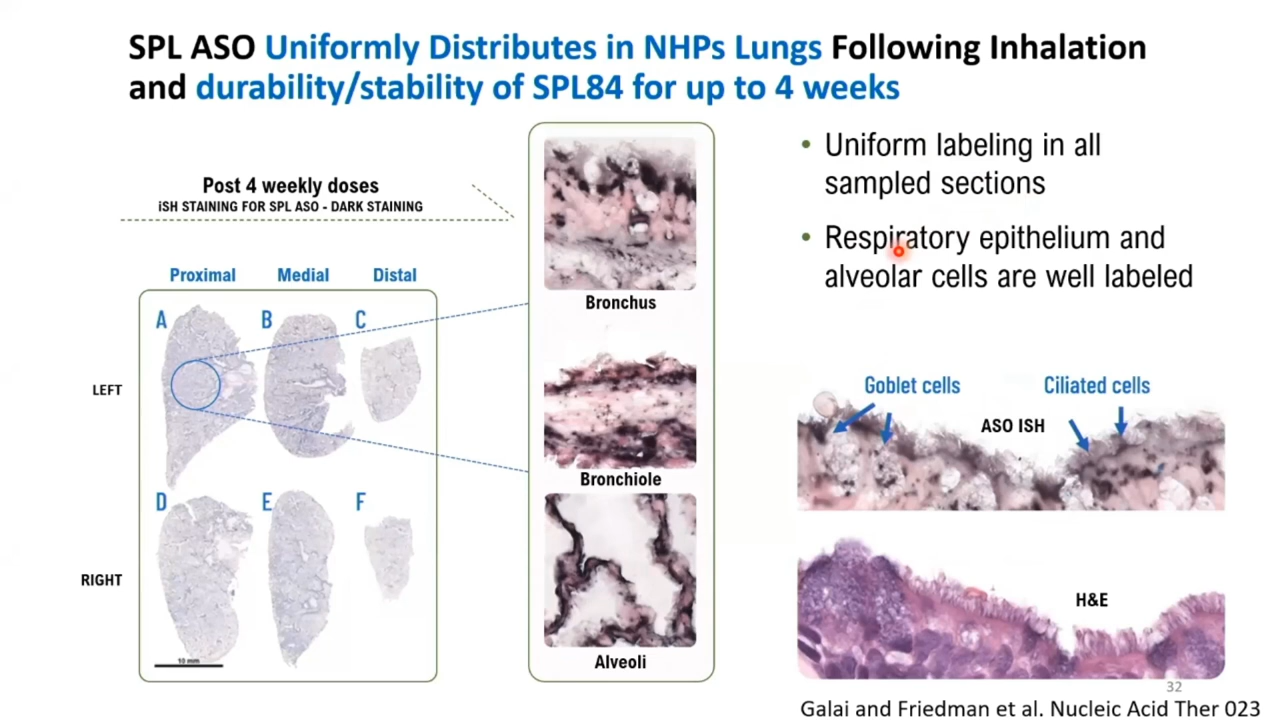 SPL ASO Uniformly Distributes in NHPs Lungs Following Inhalation
and durability/stability of SPL84 for up to 4 weeks
Post 4 weekly doses
iSH STAINING FOR SPL ASO - DARK STAINING
Proximal Medial Distal
A B C
LEFT
D E F
RIGHT
10 mm
Bronchus
Bronchiole
Alveoli
• Uniform labeling in all
sampled sections
• Respiratory epithelium and
alveolar cells are well labeled
Goblet cells Ciliated cells
ASO ISH
H&E
32
Galai and Friedman et al. Nucleic Acid Ther 023